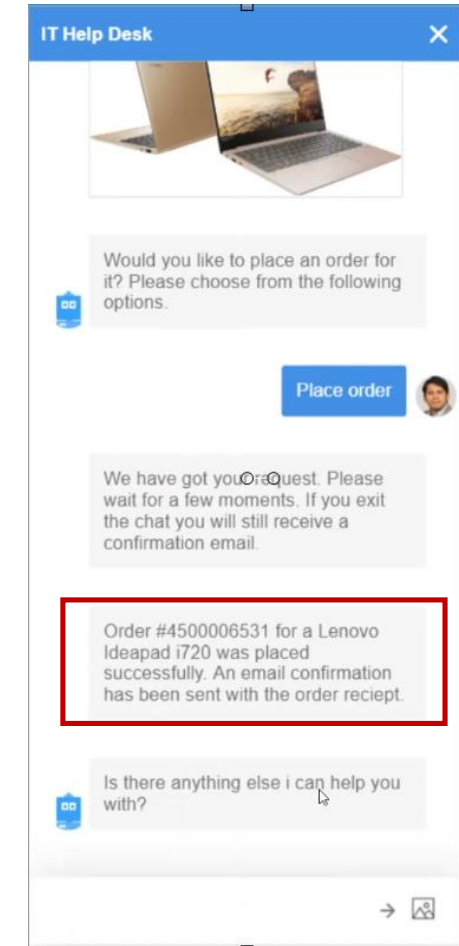 IT Help Desk
Would you like to place an order for
it? Please choose from the following
options.
Place order
We have got your request. Please
wait for a few moments. If you exit
the chat you will still receive a
confirmation email.
Order #4500006531 for a Lenovo
Ideapad i720 was placed
successfully. An email confirmation
has been sent with the order reciept.
Is there anything else i can help you
with?